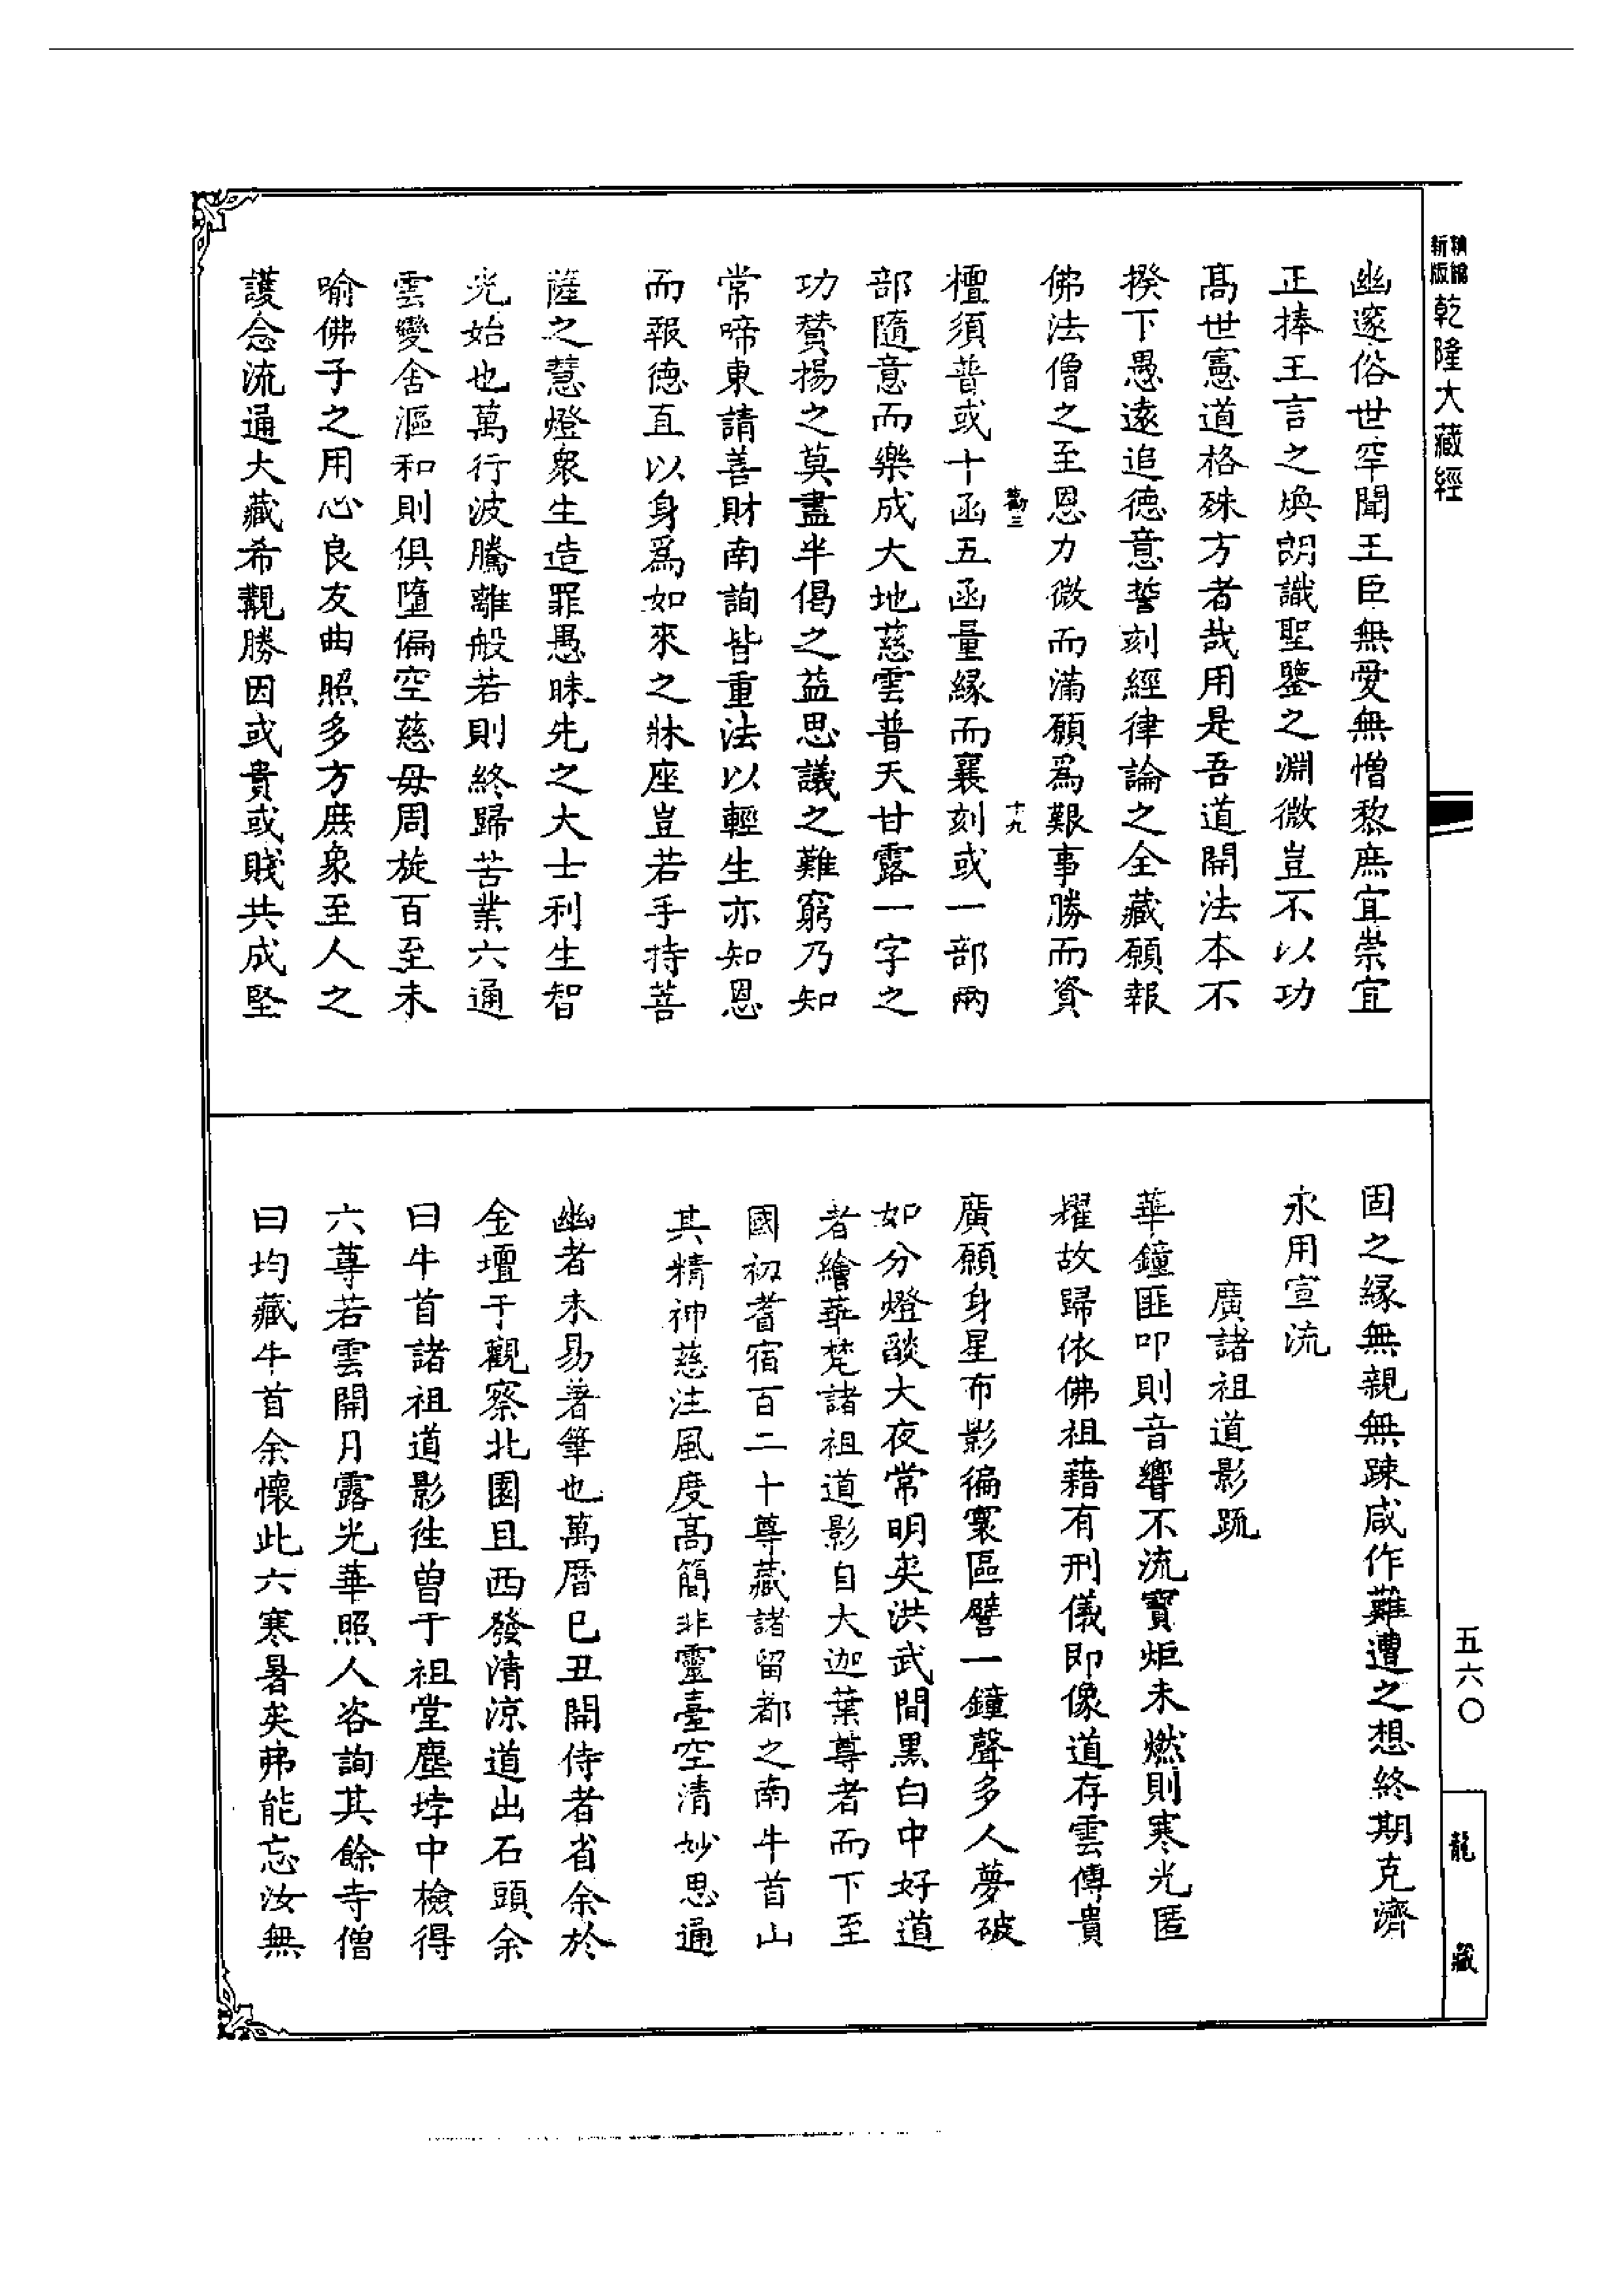 精縮
新版
乾隆大藏經
幽邃俗世罕聞王臣無愛無憎黎庶宜崇宜
正捧王言之煥朗識聖鑒之淵微豈不以功
高世憲道格殊方者哉用是吾道開法本不
揆下愚遠追德意誓刻經律論之全藏願報
佛法僧之至恩力微而滿願爲艱事勝而資
勸三
十九
檀須普或十函五函量緣而襄刻或一部兩
部隨意而樂成大地慈雲普天甘露一字之
功贊揚之莫盡半偈之益思議之難窮乃知
常啼東請善財南詢皆重法以輕生亦知恩
而報德直以身爲如來之牀座豈若手持菩
薩之慧燈衆生造罪愚昧先之大士利生智
光始也萬行波騰離般若則終歸苦業六通
雲變舍漚和則俱墮偏空慈母周旋百至未
喻佛子之用心良友曲照多方庶象至人之
護念流通大藏希覯勝因或貴或賤共成堅
固之緣無親無踈咸作難遭之想終期克濟
永用宣流
廣諸祖道影疏
華鐘匪叩則音響不流寶炬未燃則寒光匿
耀故歸依佛祖藉有刑儀即像道存雲傳貴
廣願身星布影徧寰區譬一鐘聲多人夢破
如分燈燄大夜常明矣洪武間黑白中好道
者繪華梵諸祖道影自大迦葉尊者而下至
國初耆宿百二十尊藏諸留都之南牛首山
其精神慈注風度高簡非靈臺空清妙思通
幽者未易著筆也萬曆巳丑開侍者省余於
金壇于觀察北園且西發清涼道出石頭余
曰牛首諸祖道影徃曾于祖堂塵垺中檢得
六尊若雲開月露光華照人咨詢其餘寺僧
曰均藏牛首余懷此六寒暑矣弗能忘汝無
五六〇
龍藏